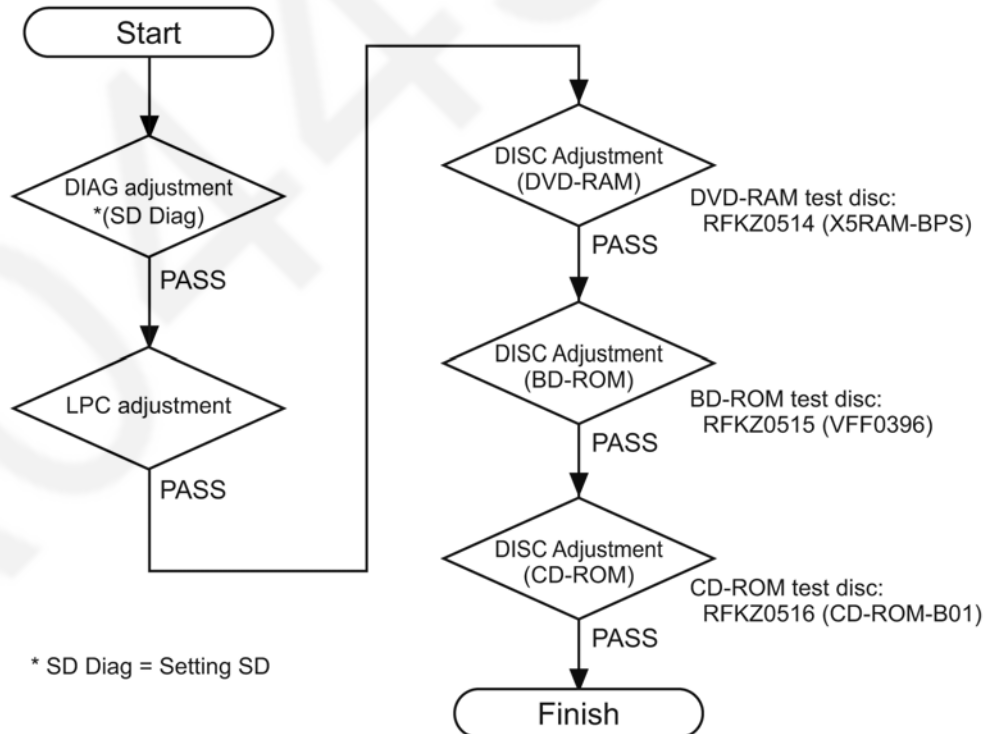 Start
DIAG adjustment
*(SD Diag)
PASS
LPC adjustment
PASS
DISC Adjustment
(DVD-RAM)
DVD-RAM test disc:
RFKZ0514 (X5RAM-BPS)
PASS
DISC Adjustment
(BD-ROM)
BD-ROM test disc:
RFKZ0515 (VFF0396)
PASS
DISC Adjustment
(CD-ROM)
CD-ROM test disc:
RFKZ0516 (CD-ROM-B01)
PASS
Finish
* SD Diag = Setting SD